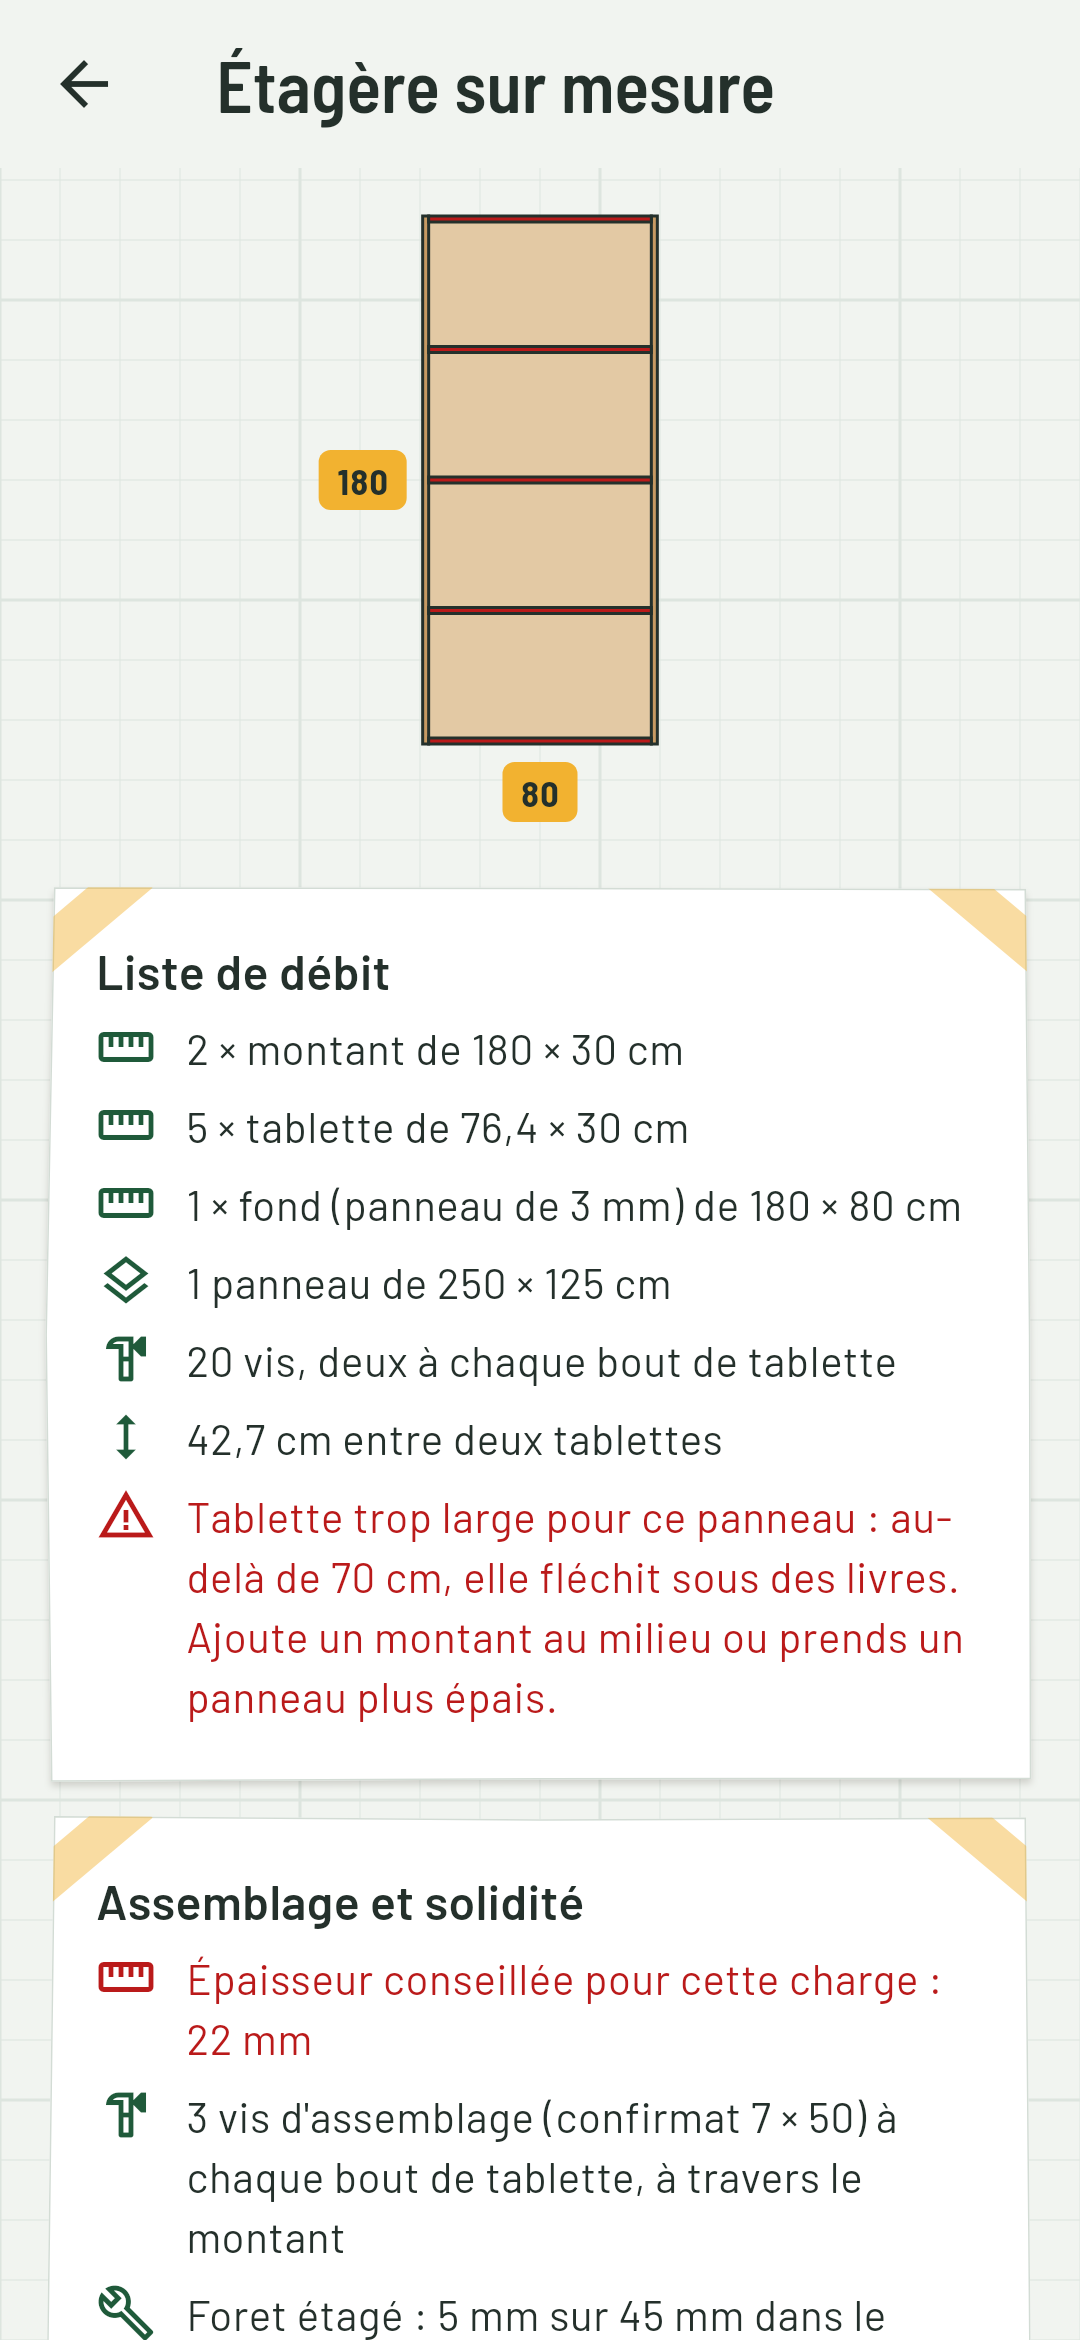 Étagère sur mesure
180
80
Liste de débit
2 × montant de 180 × 30 cm
5 × tablette de 76,4 × 30 cm
1 × fond (panneau de 3 mm) de 180 × 80 cm
1 panneau de 250 × 125 cm
20 vis, deux à chaque bout de tablette
42,7 cm entre deux tablettes
Tablette trop large pour ce panneau : au-
delà de 70 cm, elle fléchit sous des livres.
Ajoute un montant au milieu ou prends un
panneau plus épais.
Assemblage et solidité
Épaisseur conseillée pour cette charge :
22 mm
3 vis d'assemblage (confirmat 7 × 50) à
chaque bout de tablette, à travers le
montant
Foret étagé : 5 mm sur 45 mm dans le